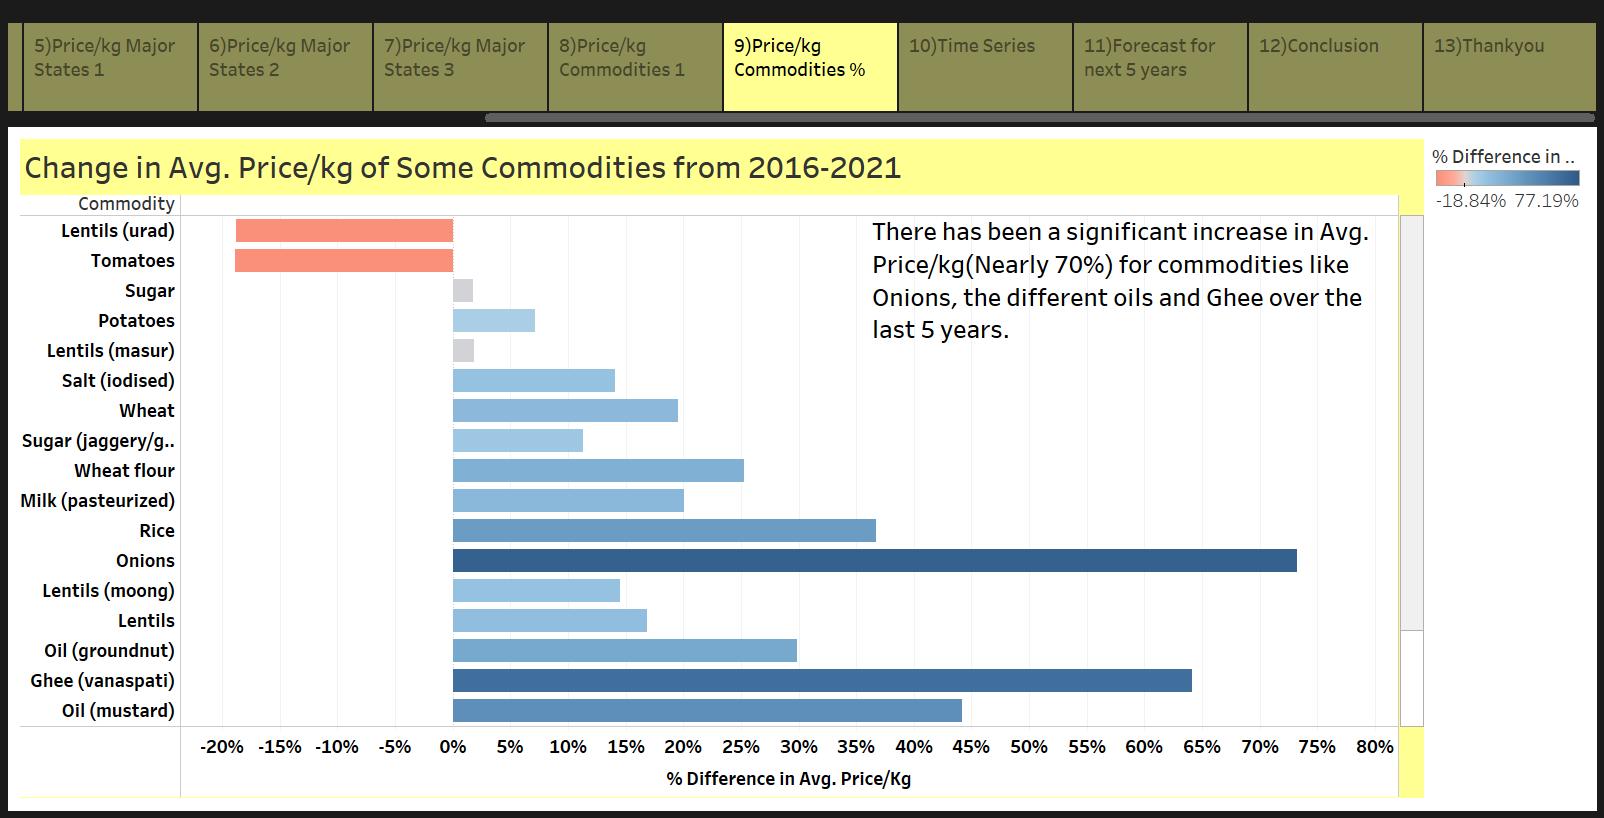 5)Price/kg Major
States 1
6)Price/kg Major
States 2
7)Price/kg Major
States 3
8)Price/kg
Commodities 1
9)Price/kg
Commodities %
10)Time Series
11)Forecast for
next 5 years
12)Conclusion
13)Thankyou
Change in Avg. Price/kg of Some Commodities from 2016-2021
% Difference in ..
-18.84% 77.19%
Commodity
There has been a significant increase in Avg.
Price/kg(Nearly 70%) for commodities like
Onions, the different oils and Ghee over the
last 5 years.
Lentils (urad)
Tomatoes
Sugar
Potatoes
Lentils (masur)
Salt (iodised)
Wheat
Sugar (jaggery/g..
Wheat flour
Milk (pasteurized)
Rice
Onions
Lentils (moong)
Lentils
Oil (groundnut)
Ghee (vanaspati)
Oil (mustard)
-20% -15% -10% -5% 0% 5% 10% 15% 20% 25% 30% 35% 40% 45% 50% 55% 60% 65% 70% 75% 80%
% Difference in Avg. Price/Kg